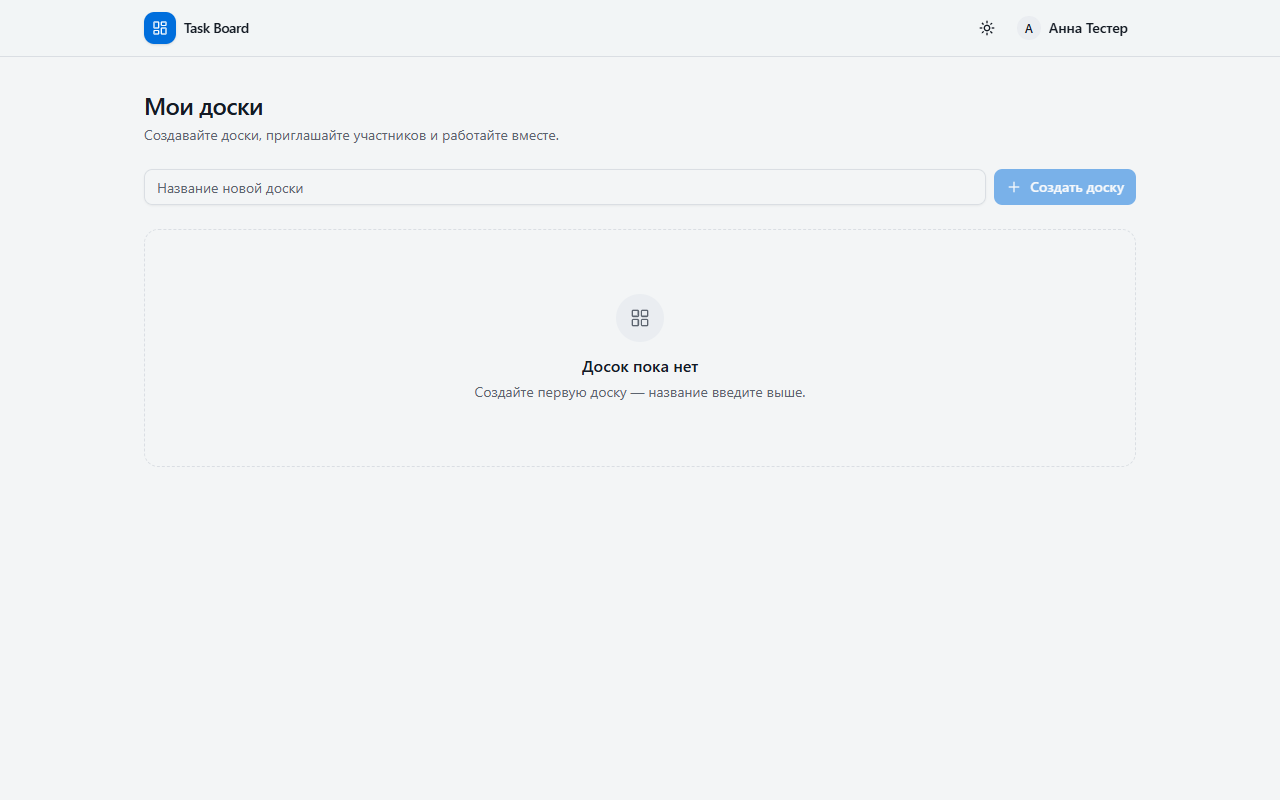 Task Board
A Анна Тестер
Мои доски
Создавайте доски, приглашайте участников и работайте вместе.
Название новой доски
Создать доску
Досок пока нет
Создайте первую доску — название введите выше.